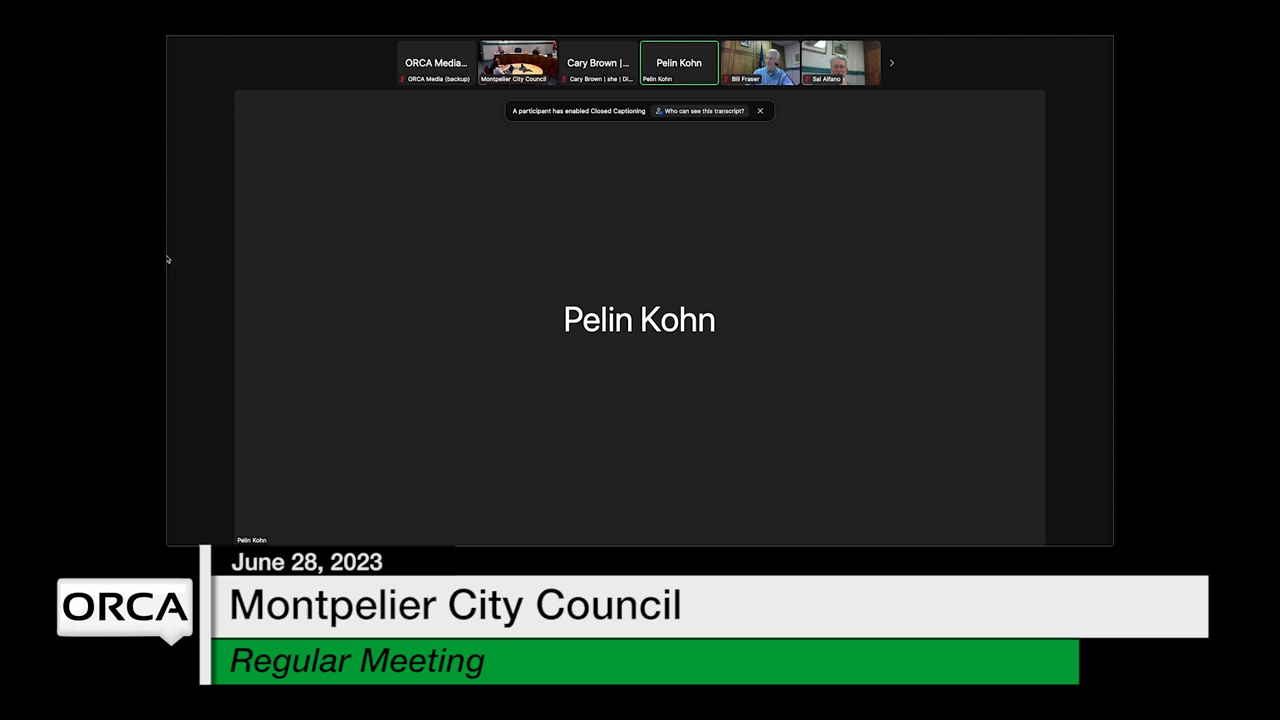 ORCA Media...
Cary Brown |...
Pelin Kohn
ORCA Media (backup)
Montpelier City Council
Cary Brown | she | Di...
Pelin Kohn
Bill Fraser
Sal Alfano
A participant has enabled Closed Captioning
Who can see this transcript?
Pelin Kohn
Pelin Kohn
June 28, 2023
ORCA
Montpelier City Council
Regular Meeting